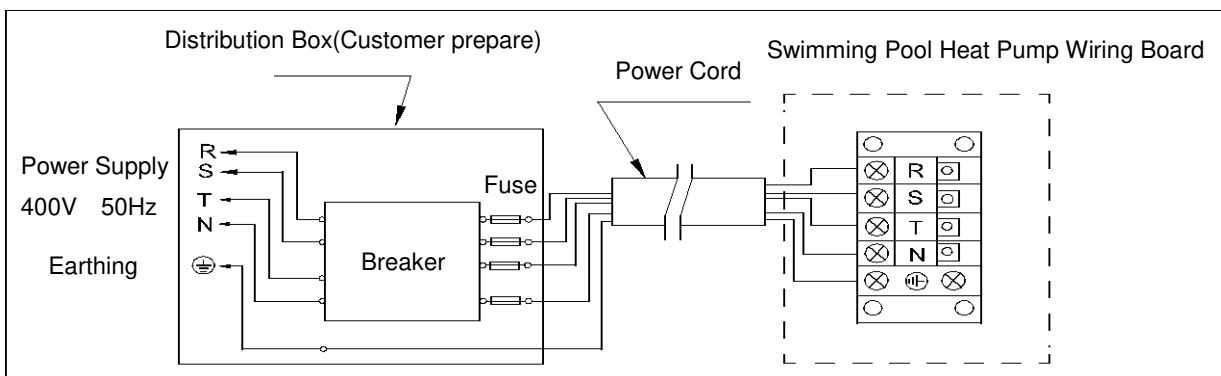 Distribution Box(Customer prepare)
Power Cord
Swimming Pool Heat Pump Wiring Board
Power Supply
400V 50Hz
Earthing
R
S
T
N
Breaker
Fuse
R
S
T
N